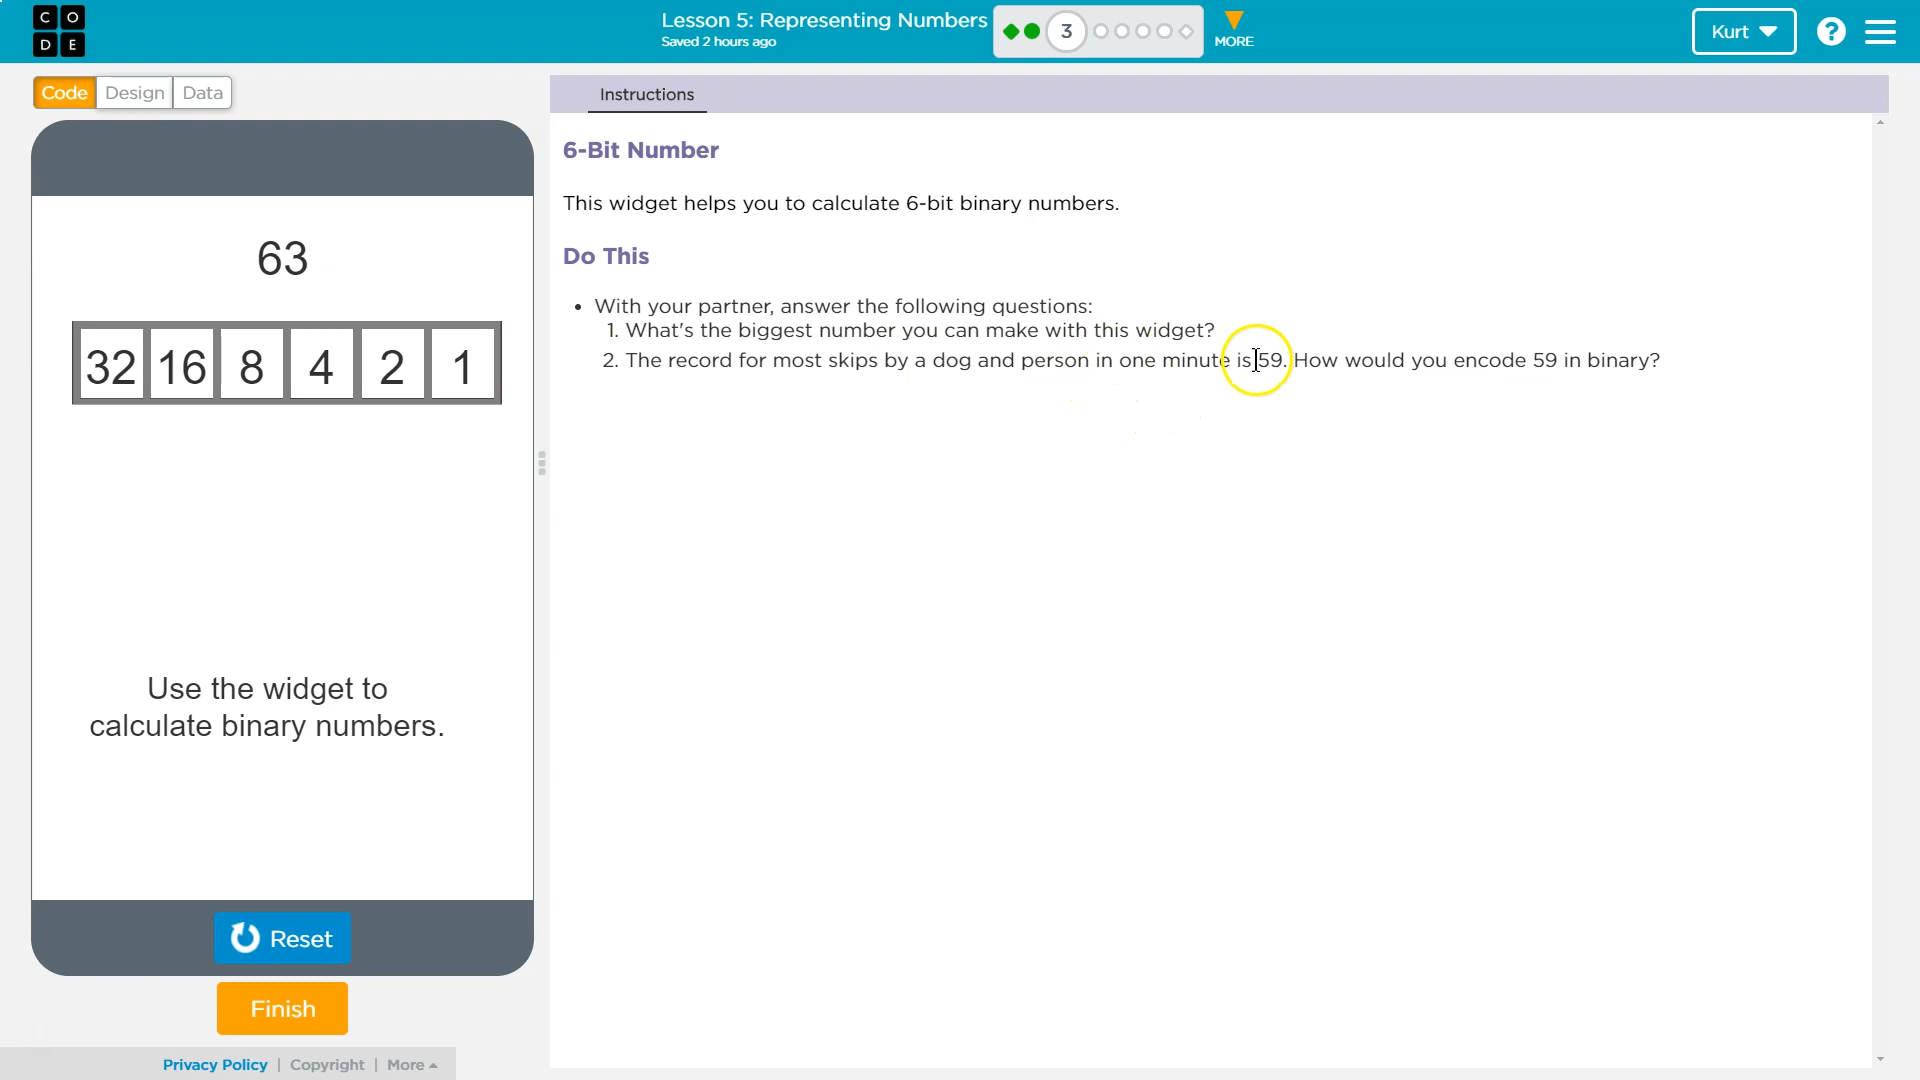 C O
D E
Lesson 5: Representing Numbers
Saved 2 hours ago
3
MORE
Kurt
?
Code Design Data
Instructions
63
32 16 8 4 2 1
Use the widget to
calculate binary numbers.
Reset
Finish
Privacy Policy | Copyright | More
6-Bit Number
This widget helps you to calculate 6-bit binary numbers.
Do This
• With your partner, answer the following questions:
1. What's the biggest number you can make with this widget?
2. The record for most skips by a dog and person in one minute is 59. How would you encode 59 in binary?